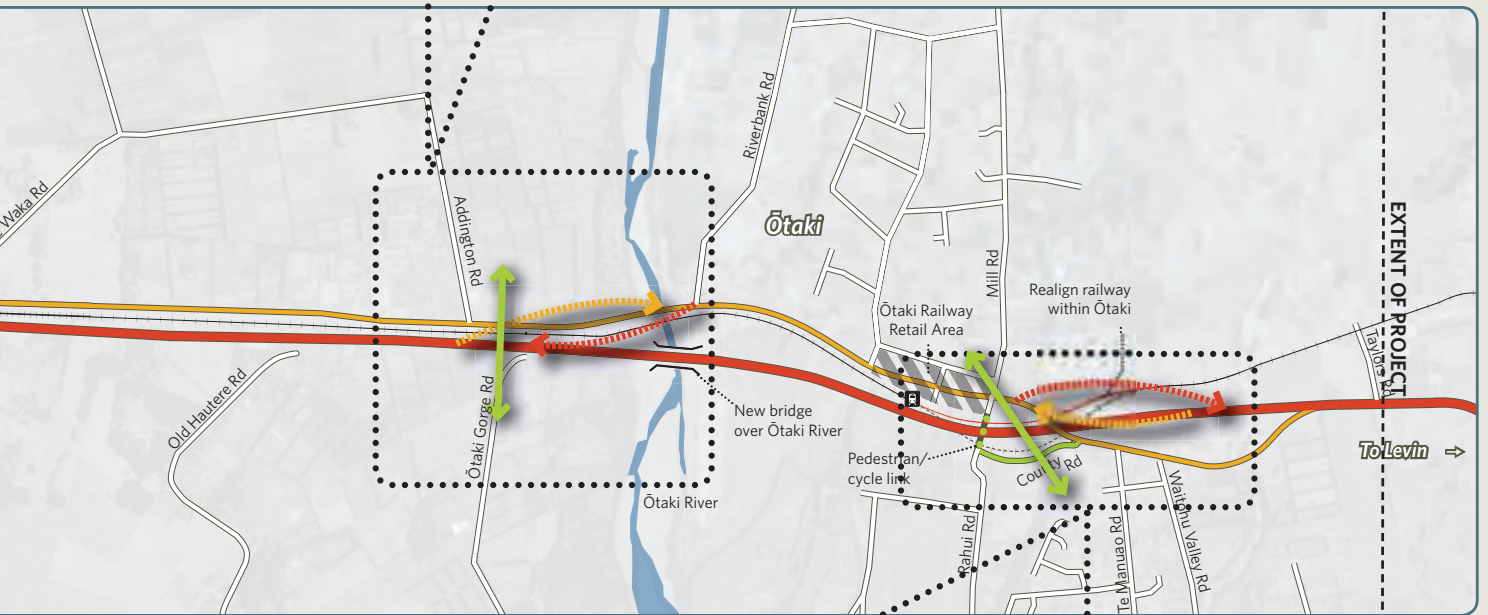 Waka Rd
Old Hautere Rd
Addington Rd
Ōtaki Gorge Rd
Riverbank Rd
Ōtaki
New bridge
over Ōtaki River
Ōtaki River
Ōtaki Railway
Retail Area
Mill Rd
Realign railway
within Ōtaki
Pedestrian/
cycle link
County Rd
Rahui Rd
Te Manuao Rd
Waitohu Valley Rd
Taylors Rd
EXTENT OF PROJECT
To Levin